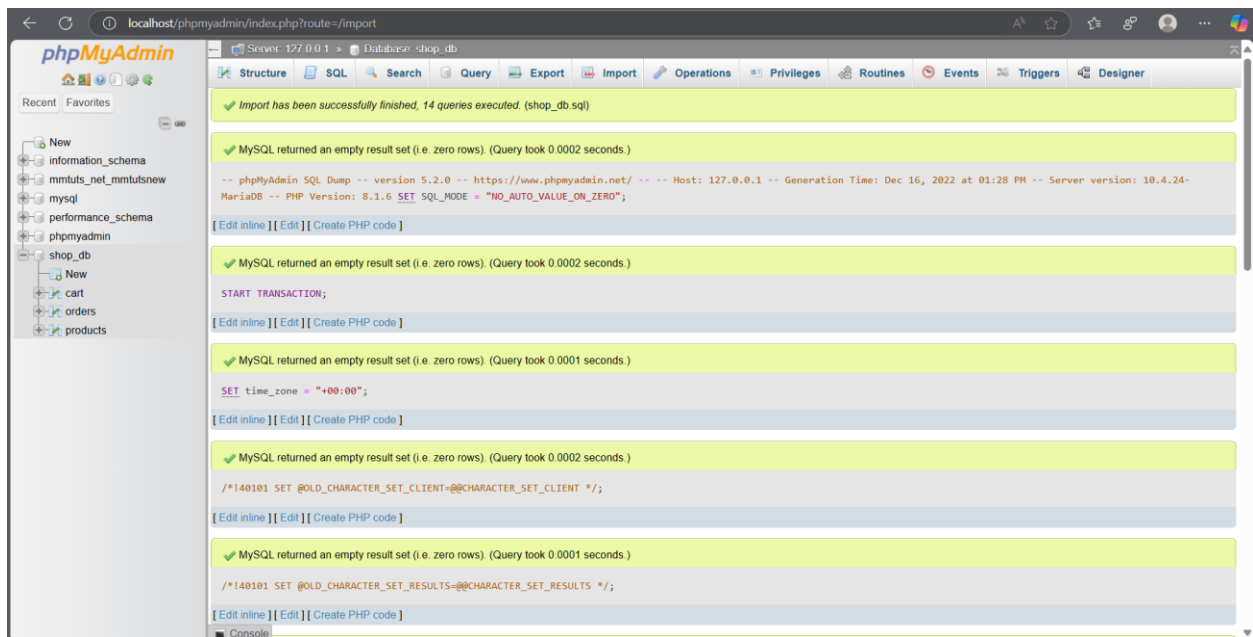 localhost/phpmyadmin/index.php?route=/import
phpMyAdmin
Recent Favorites
New
information_schema
mmtuts_net_mmtutsnew
mysql
performance_schema
phpmyadmin
shop_db
New
cart
orders
products
Server: 127.0.0.1 » Database: shop_db
Structure SQL Search Query Export Import Operations Privileges Routines Events Triggers Designer
Import has been successfully finished, 14 queries executed. (shop_db.sql)
MySQL returned an empty result set (i.e. zero rows). (Query took 0.0002 seconds.)
-- phpMyAdmin SQL Dump -- version 5.2.0 -- https://www.phpmyadmin.net/ -- -- Host: 127.0.0.1 -- Generation Time: Dec 16, 2022 at 01:28 PM -- Server version: 10.4.24-
MariaDB -- PHP Version: 8.1.6 SET SQL_MODE = "NO_AUTO_VALUE_ON_ZERO";
[ Edit inline ] [ Edit ] [ Create PHP code ]
MySQL returned an empty result set (i.e. zero rows). (Query took 0.0002 seconds.)
START TRANSACTION;
[ Edit inline ] [ Edit ] [ Create PHP code ]
MySQL returned an empty result set (i.e. zero rows). (Query took 0.0001 seconds.)
SET time_zone = "+00:00";
[ Edit inline ] [ Edit ] [ Create PHP code ]
MySQL returned an empty result set (i.e. zero rows). (Query took 0.0002 seconds.)
/*!40101 SET @OLD_CHARACTER_SET_CLIENT=@@CHARACTER_SET_CLIENT */;
[ Edit inline ] [ Edit ] [ Create PHP code ]
MySQL returned an empty result set (i.e. zero rows). (Query took 0.0001 seconds.)
/*!40101 SET @OLD_CHARACTER_SET_RESULTS=@@CHARACTER_SET_RESULTS */;
[ Edit inline ] [ Edit ] [ Create PHP code ]
Console